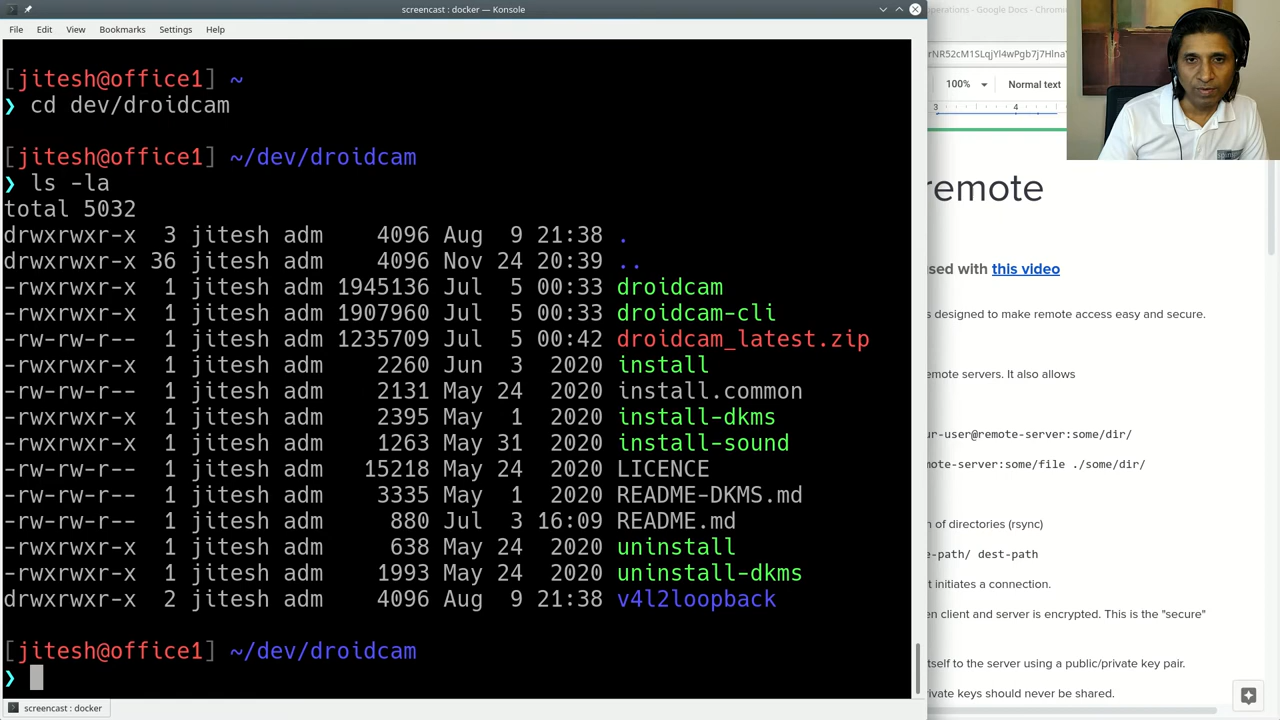 screencast : docker — Konsole
File Edit View Bookmarks Settings Help
[jitesh@office1] ~
❯ cd dev/droidcam
[jitesh@office1] ~/dev/droidcam
❯ ls -la
total 5032
drwxrwxr-x 3 jitesh adm 4096 Aug 9 21:38 .
drwxrwxr-x 36 jitesh adm 4096 Nov 24 20:39 ..
-rwxrwxr-x 1 jitesh adm 1945136 Jul 5 00:33 droidcam
-rwxrwxr-x 1 jitesh adm 1907960 Jul 5 00:33 droidcam-cli
-rw-rw-r-- 1 jitesh adm 1235709 Jul 5 00:42 droidcam_latest.zip
-rwxrwxr-x 1 jitesh adm 2260 Jun 3 2020 install
-rw-rw-r-- 1 jitesh adm 2131 May 24 2020 install.common
-rwxrwxr-x 1 jitesh adm 2395 May 1 2020 install-dkms
-rwxrwxr-x 1 jitesh adm 1263 May 31 2020 install-sound
-rw-rw-r-- 1 jitesh adm 15218 May 24 2020 LICENCE
-rw-rw-r-- 1 jitesh adm 3335 May 1 2020 README-DKMS.md
-rw-rw-r-- 1 jitesh adm 880 Jul 3 16:09 README.md
-rwxrwxr-x 1 jitesh adm 638 May 24 2020 uninstall
-rwxrwxr-x 1 jitesh adm 1993 May 24 2020 uninstall-dkms
drwxrwxr-x 2 jitesh adm 4096 Aug 9 21:38 v4l2loopback
[jitesh@office1] ~/dev/droidcam
❯
screencast : docker
perations - Google Docs - Chro
100% Normal text
3 4
remote
sed with this video
s designed to make remote access easy and secure.
emote servers. It also allows
ur-user@remote-server:some/dir/
mote-server:some/file ./some/dir/
n of directories (rsync)
e-path/ dest-path
t initiates a connection.
en client and server is encrypted. This is the "secure"
tself to the server using a public/private key pair.
ivate keys should never be shared.